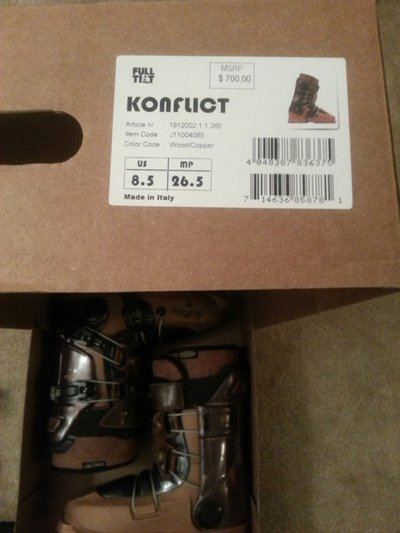 FULL
TILT
MSRP
$ 700,00
KONFLICT
Article nr : 1912002.1.1.265
Item Code : J11004085
Color Code : Wood/Copper
US MP
8.5 26.5
Made in Italy
4 048387 836375
7 14636 85878 1